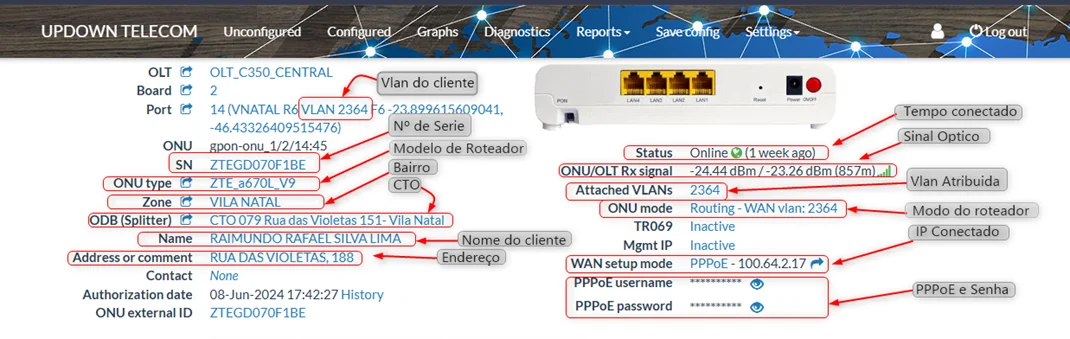 UPDOWN TELECOM Unconfigured Configured Graphs Diagnostics Reports Save config Settings Log out
OLT OLT_C350_CENTRAL
Vlan do cliente
Board 2
Port 14 (VNATAL R6 VLAN 2364 F6 -23.899615609041,
-46.43326409515476)
Nº de Serie
ONU gpon-onu_1/2/14:45
Modelo de Roteador
SN ZTEGD070F1BE
Bairro
ONU type ZTE_a670L_V9
CTO
Zone VILA NATAL
ODB (Splitter) CTO 079 Rua das Violetas 151- Vila Natal
Name RAIMUNDO RAFAEL SILVA LIMA
Nome do cliente
Address or comment RUA DAS VIOLETAS, 188
Endereço
Contact None
Authorization date 08-Jun-2024 17:42:27 History
ONU external ID ZTEGD070F1BE
PON LAN4 LAN3 LAN2 LAN1 Reset Power ON/OFF
Tempo conectado
Sinal Optico
Status Online (1 week ago)
ONU/OLT Rx signal -24.44 dBm / -23.26 dBm (857m)
Vlan Atribuida
Attached VLANs 2364
ONU mode Routing - WAN vlan: 2364
Modo do roteador
TR069 Inactive
IP Conectado
Mgmt IP Inactive
WAN setup mode PPPoE - 100.64.2.17
PPPoE username **********
PPPoE e Senha
PPPoE password **********